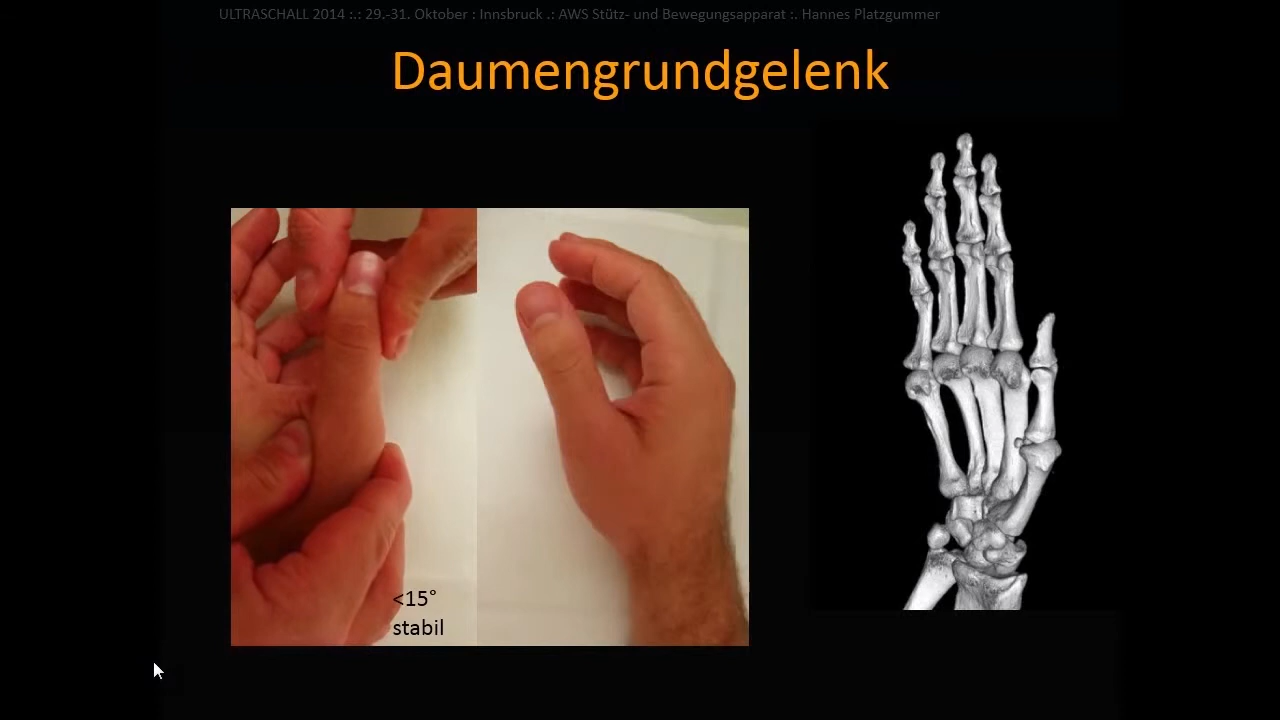 ULTRASCHALL 2014 :.: 29.-31. Oktober : Innsbruck .: AWS Stütz- und Bewegungsapparat :. Hannes Platzgummer
Daumengrundgelenk
<15°
stabil